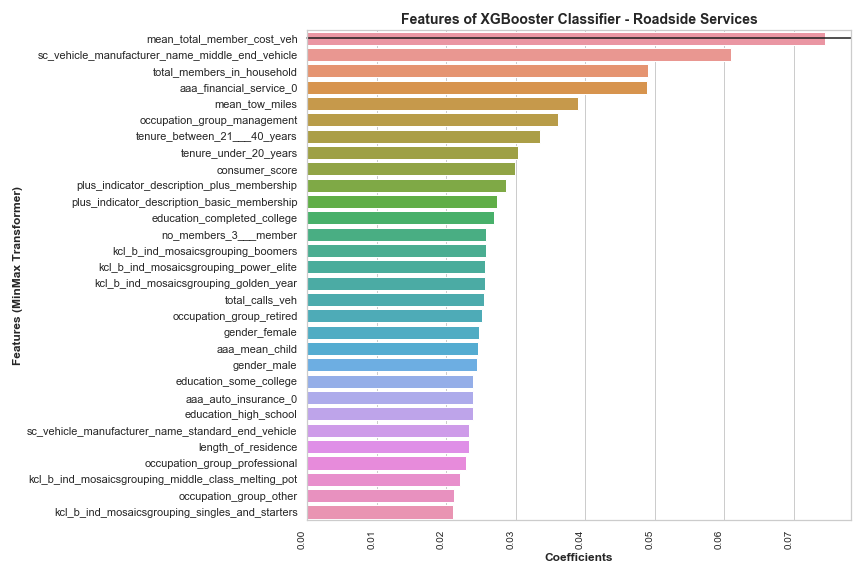 Features of XGBooster Classifier - Roadside Services
Features (MinMax Transformer)
mean_total_member_cost_veh
sc_vehicle_manufacturer_name_middle_end_vehicle
total_members_in_household
aaa_financial_service_0
mean_tow_miles
occupation_group_management
tenure_between_21___40_years
tenure_under_20_years
consumer_score
plus_indicator_description_plus_membership
plus_indicator_description_basic_membership
education_completed_college
no_members_3___member
kcl_b_ind_mosaicsgrouping_boomers
kcl_b_ind_mosaicsgrouping_power_elite
kcl_b_ind_mosaicsgrouping_golden_year
total_calls_veh
occupation_group_retired
gender_female
aaa_mean_child
gender_male
education_some_college
aaa_auto_insurance_0
education_high_school
sc_vehicle_manufacturer_name_standard_end_vehicle
length_of_residence
occupation_group_professional
kcl_b_ind_mosaicsgrouping_middle_class_melting_pot
occupation_group_other
kcl_b_ind_mosaicsgrouping_singles_and_starters
0.00
0.01
0.02
0.03
0.04
0.05
0.06
0.07
Coefficients